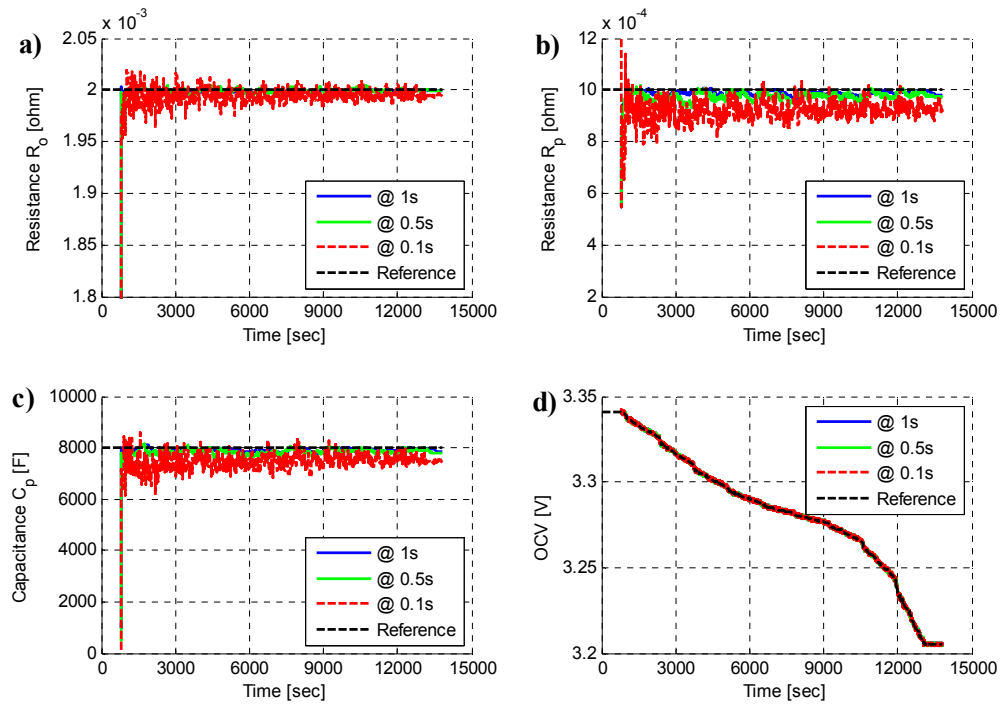 a)
x 10⁻³
2.05
2
1.95
1.9
1.85
1.8
Resistance Rₒ [ohm]
0 3000 6000 9000 12000 15000
Time [sec]
@ 1s
@ 0.5s
@ 0.1s
Reference
b)
x 10⁻⁴
12
10
8
6
4
2
Resistance Rₚ [ohm]
0 3000 6000 9000 12000 15000
Time [sec]
@ 1s
@ 0.5s
@ 0.1s
Reference
c)
10000
8000
6000
4000
2000
0
Capacitance Cₚ [F]
0 3000 6000 9000 12000 15000
Time [sec]
@ 1s
@ 0.5s
@ 0.1s
Reference
d)
3.35
3.3
3.25
3.2
OCV [V]
0 3000 6000 9000 12000 15000
Time [sec]
@ 1s
@ 0.5s
@ 0.1s
Reference